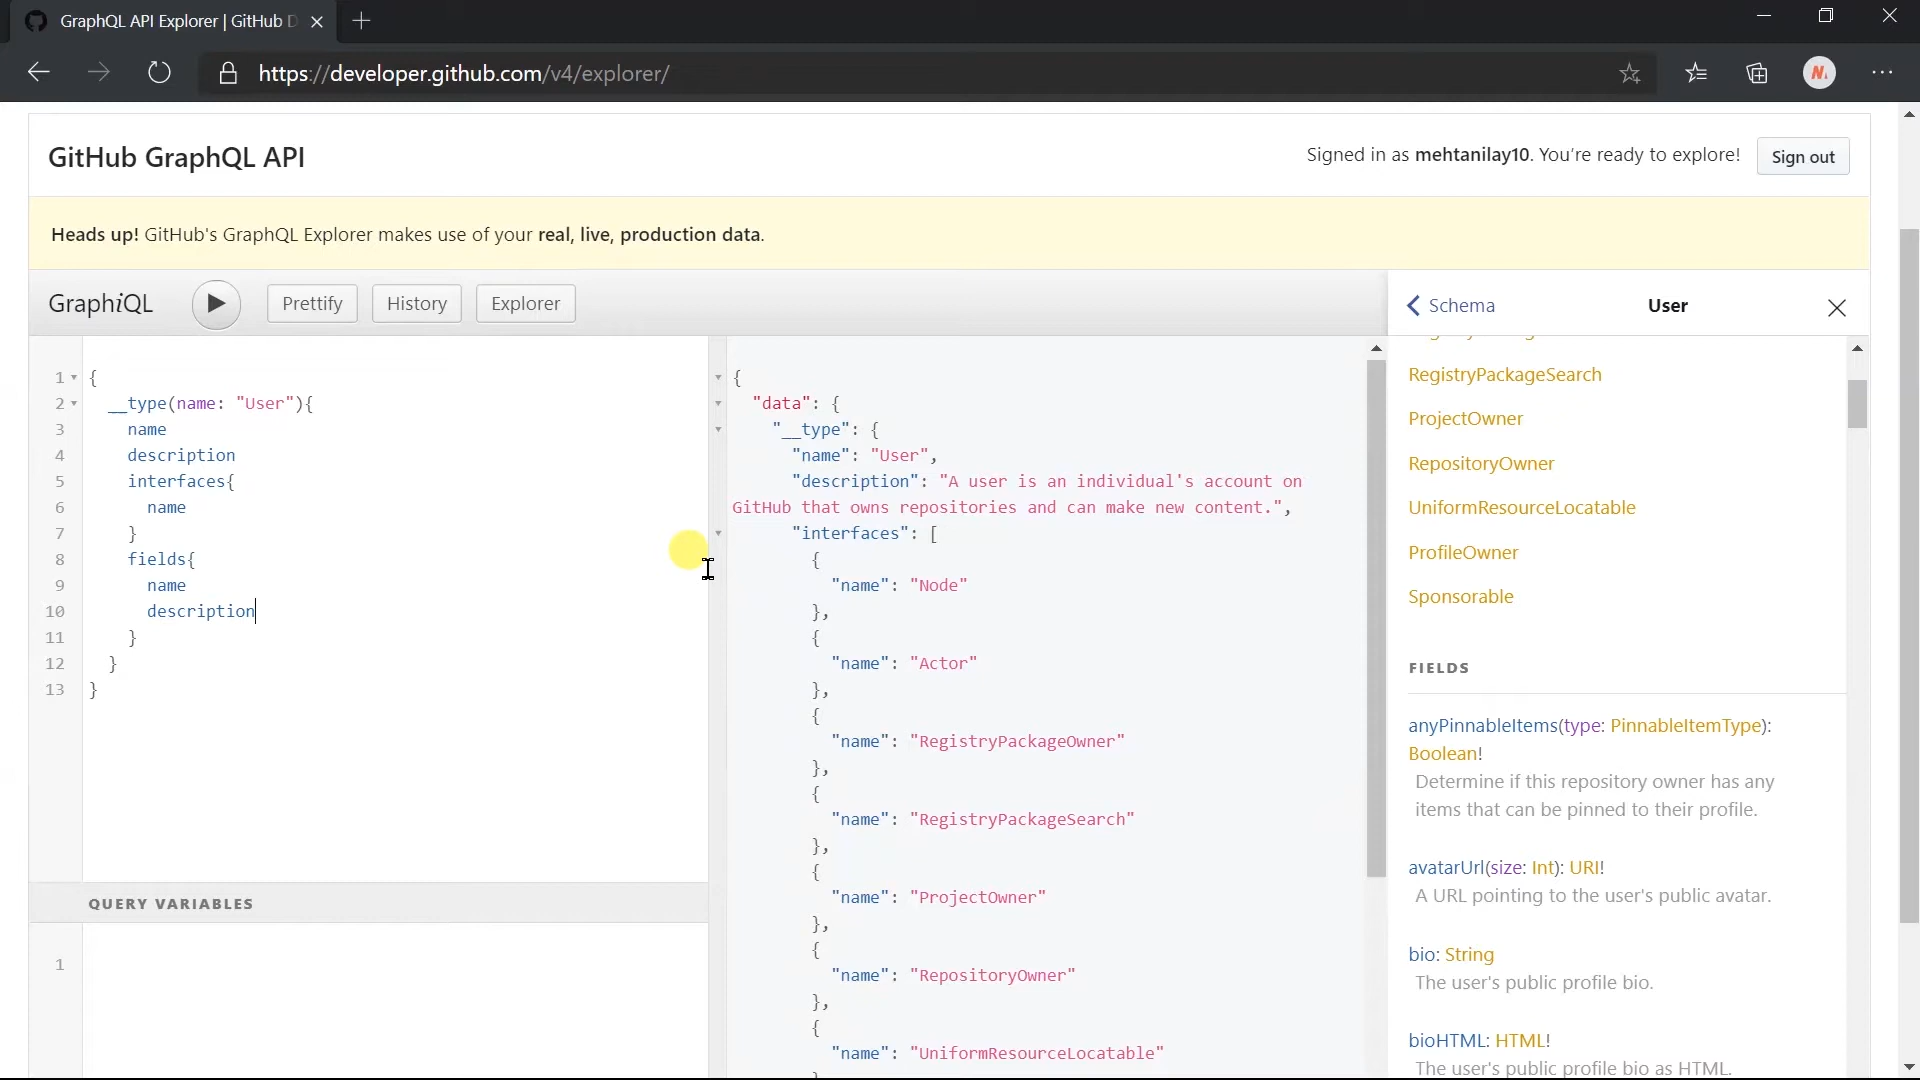 GraphQL API Explorer | GitHub D
https://developer.github.com/v4/explorer/
GitHub GraphQL API
Signed in as mehtanilay10. You're ready to explore!
Sign out
Heads up! GitHub's GraphQL Explorer makes use of your real, live, production data.
GraphiQL
Prettify
History
Explorer
Schema
User
1 {
2 __type(name: "User"){
3 name
4 description
5 interfaces{
6 name
7 }
8 fields{
9 name
10 description
11 }
12 }
13 }
QUERY VARIABLES
1
{
"data": {
"__type": {
"name": "User",
"description": "A user is an individual's account on
GitHub that owns repositories and can make new content.",
"interfaces": [
{
"name": "Node"
},
{
"name": "Actor"
},
{
"name": "RegistryPackageOwner"
},
{
"name": "RegistryPackageSearch"
},
{
"name": "ProjectOwner"
},
{
"name": "RepositoryOwner"
},
{
"name": "UniformResourceLocatable"
RegistryPackageSearch
ProjectOwner
RepositoryOwner
UniformResourceLocatable
ProfileOwner
Sponsorable
FIELDS
anyPinnableItems(type: PinnableItemType):
Boolean!
Determine if this repository owner has any
items that can be pinned to their profile.
avatarUrl(size: Int): URI!
A URL pointing to the user's public avatar.
bio: String
The user's public profile bio.
bioHTML: HTML!
The user's public profile bio as HTML.